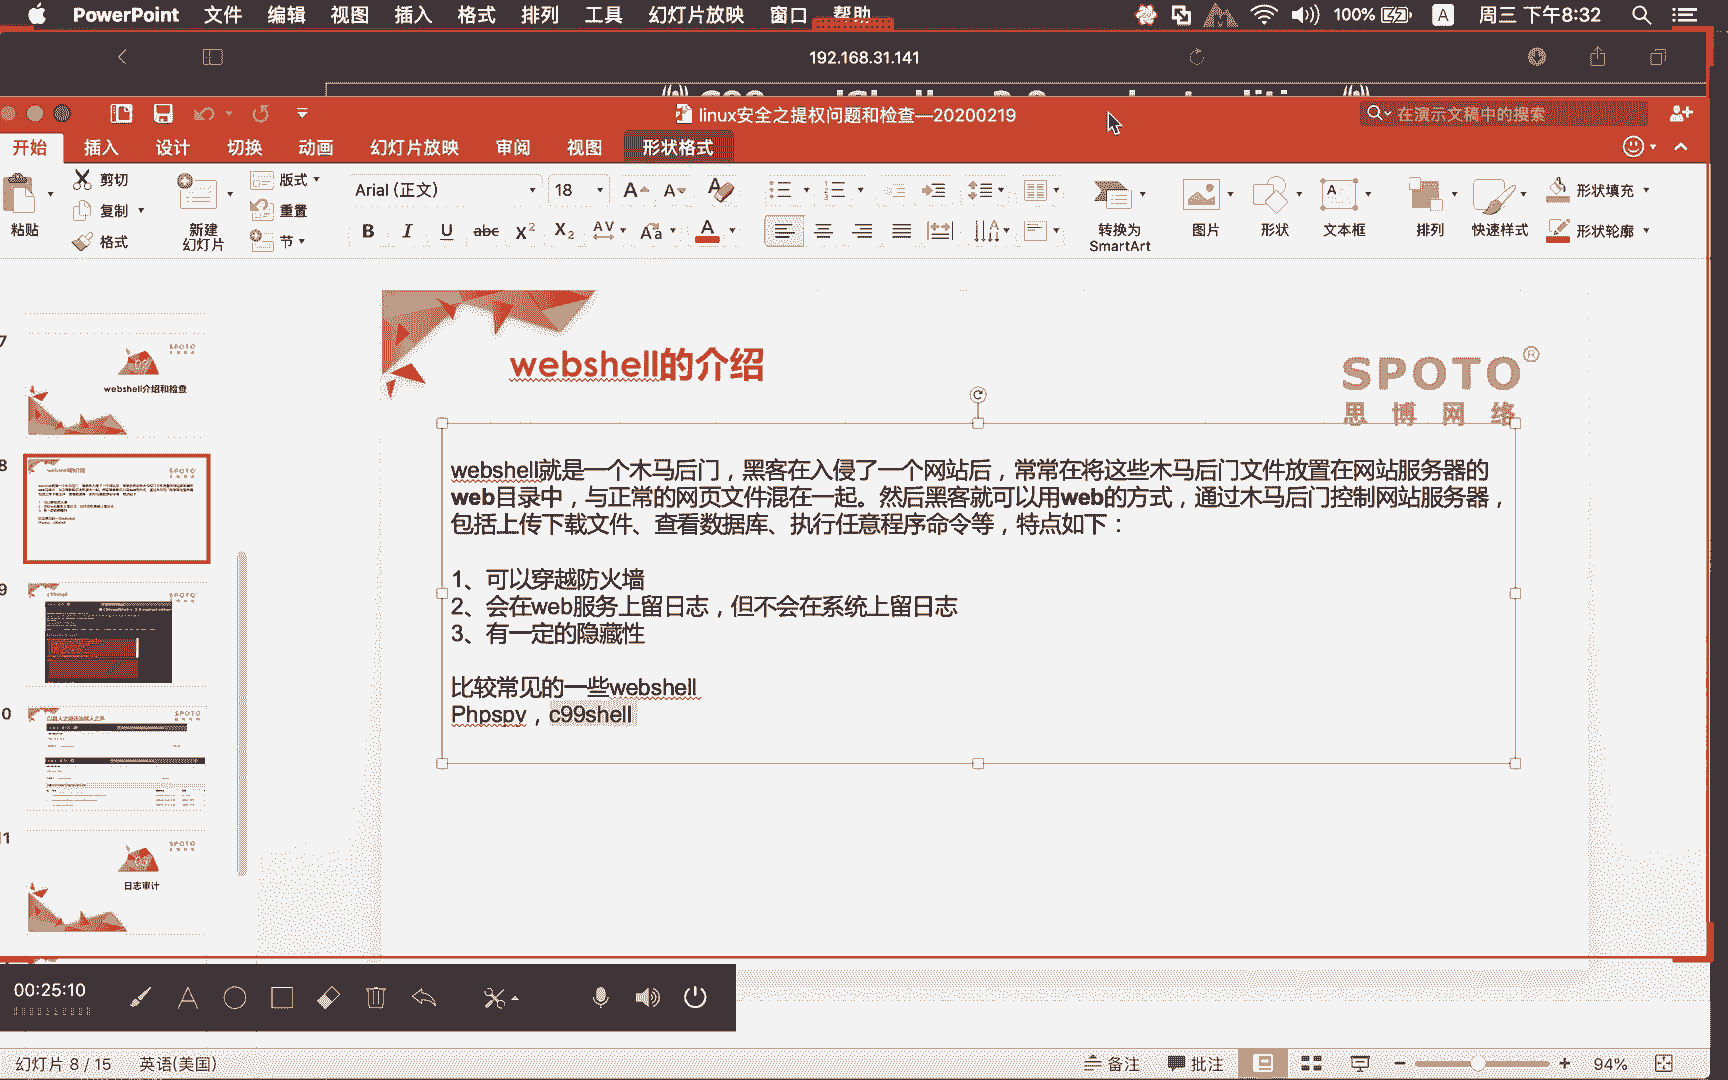 PowerPoint 文件 编辑 视图 插入 格式 排列 工具 幻灯片放映 窗口 帮助 100% A 周三 下午8:32
192.168.31.141
linux安全之提权问题和检查—20200219 在演示文稿中的搜索
开始 插入 设计 切换 动画 幻灯片放映 审阅 视图 形状格式
粘贴 剪切 复制 格式 新建 幻灯片 版式 重置 节 Arial (正文) 18 转换为 SmartArt 图片 形状 文本框 排列 快速样式 形状填充 形状轮廓
7
SPOTO
webshell介绍和检查
8
9
0
11
SPOTO
日志审计
webshell的介绍
SPOTO®
思博网络
webshell就是一个木马后门，黑客在入侵了一个网站后，常常在将这些木马后门文件放置在网站服务器的
web目录中，与正常的网页文件混在一起。然后黑客就可以用web的方式，通过木马后门控制网站服务器，
包括上传下载文件、查看数据库、执行任意程序命令等，特点如下：
1、可以穿越防火墙
2、会在web服务上留日志，但不会在系统上留日志
3、有一定的隐藏性
比较常见的一些webshell
Phpspy，c99shell
00:25:10
幻灯片 8 / 15 英语(美国) 备注 批注 94%